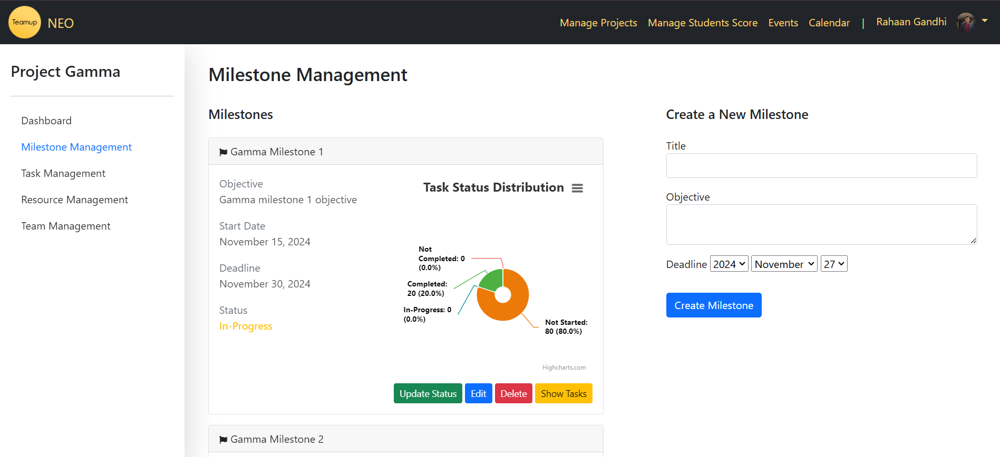 Teamup
NEO
Manage Projects
Manage Students Score
Events
Calendar
|
Rahaan Gandhi
Project Gamma
Dashboard
Milestone Management
Task Management
Resource Management
Team Management
Milestone Management
Milestones
Gamma Milestone 1
Objective
Gamma milestone 1 objective
Start Date
November 15, 2024
Deadline
November 30, 2024
Status
In-Progress
Task Status Distribution
Not
Completed: 0
(0.0%)
Completed:
20 (20.0%)
In-Progress: 0
(0.0%)
Not Started:
80 (80.0%)
Highcharts.com
Update Status
Edit
Delete
Show Tasks
Gamma Milestone 2
Create a New Milestone
Title
Objective
Deadline 2024 November 27
Create Milestone